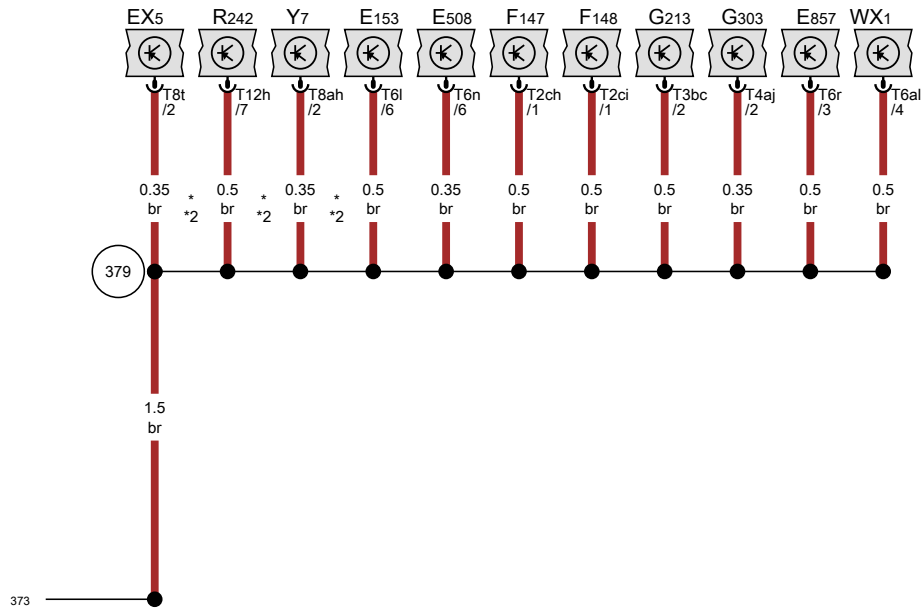 EX5 R242 Y7 E153 E508 F147 F148 G213 G303 E857 WX1
T8t T12h T8ah T6l T6n T2ch T2ci T3bc T4aj T6r T6al
/2 /7 /2 /6 /6 /1 /1 /2 /2 /3 /4
0.35 0.5 0.35 0.5 0.35 0.5 0.5 0.5 0.35 0.5 0.5
* * *
br *2 br *2 br *2 br br br br br br br br
379
1.5
br
373